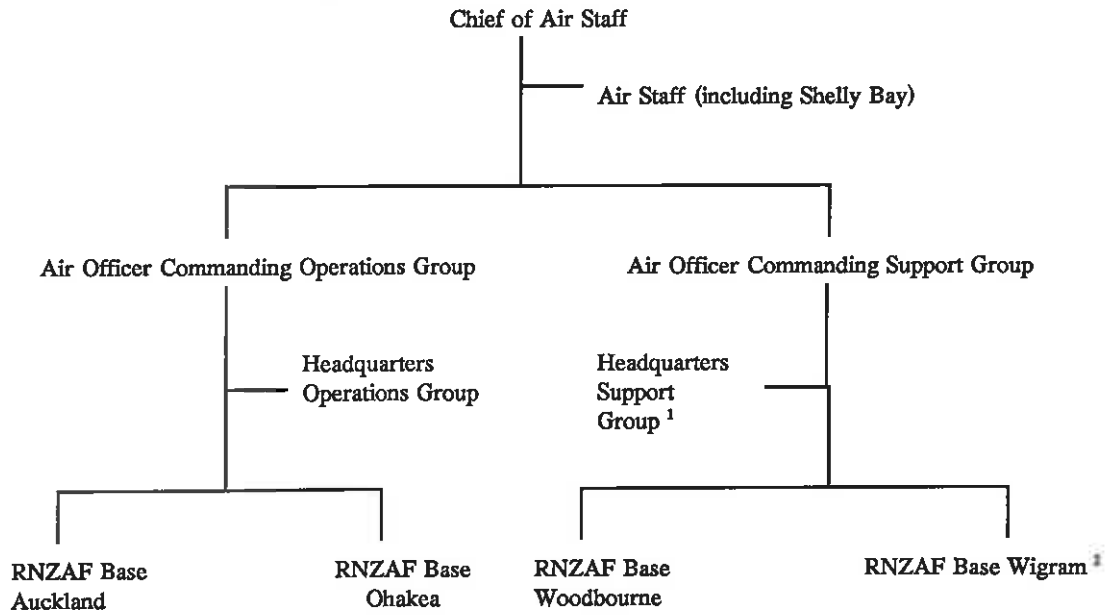 Chief of Air Staff
Air Staff (including Shelly Bay)
Air Officer Commanding Operations Group
Air Officer Commanding Support Group
Headquarters
Operations Group
Headquarters
Support
Group ¹
RNZAF Base
Auckland
RNZAF Base
Ohakea
RNZAF Base
Woodbourne
RNZAF Base Wigram